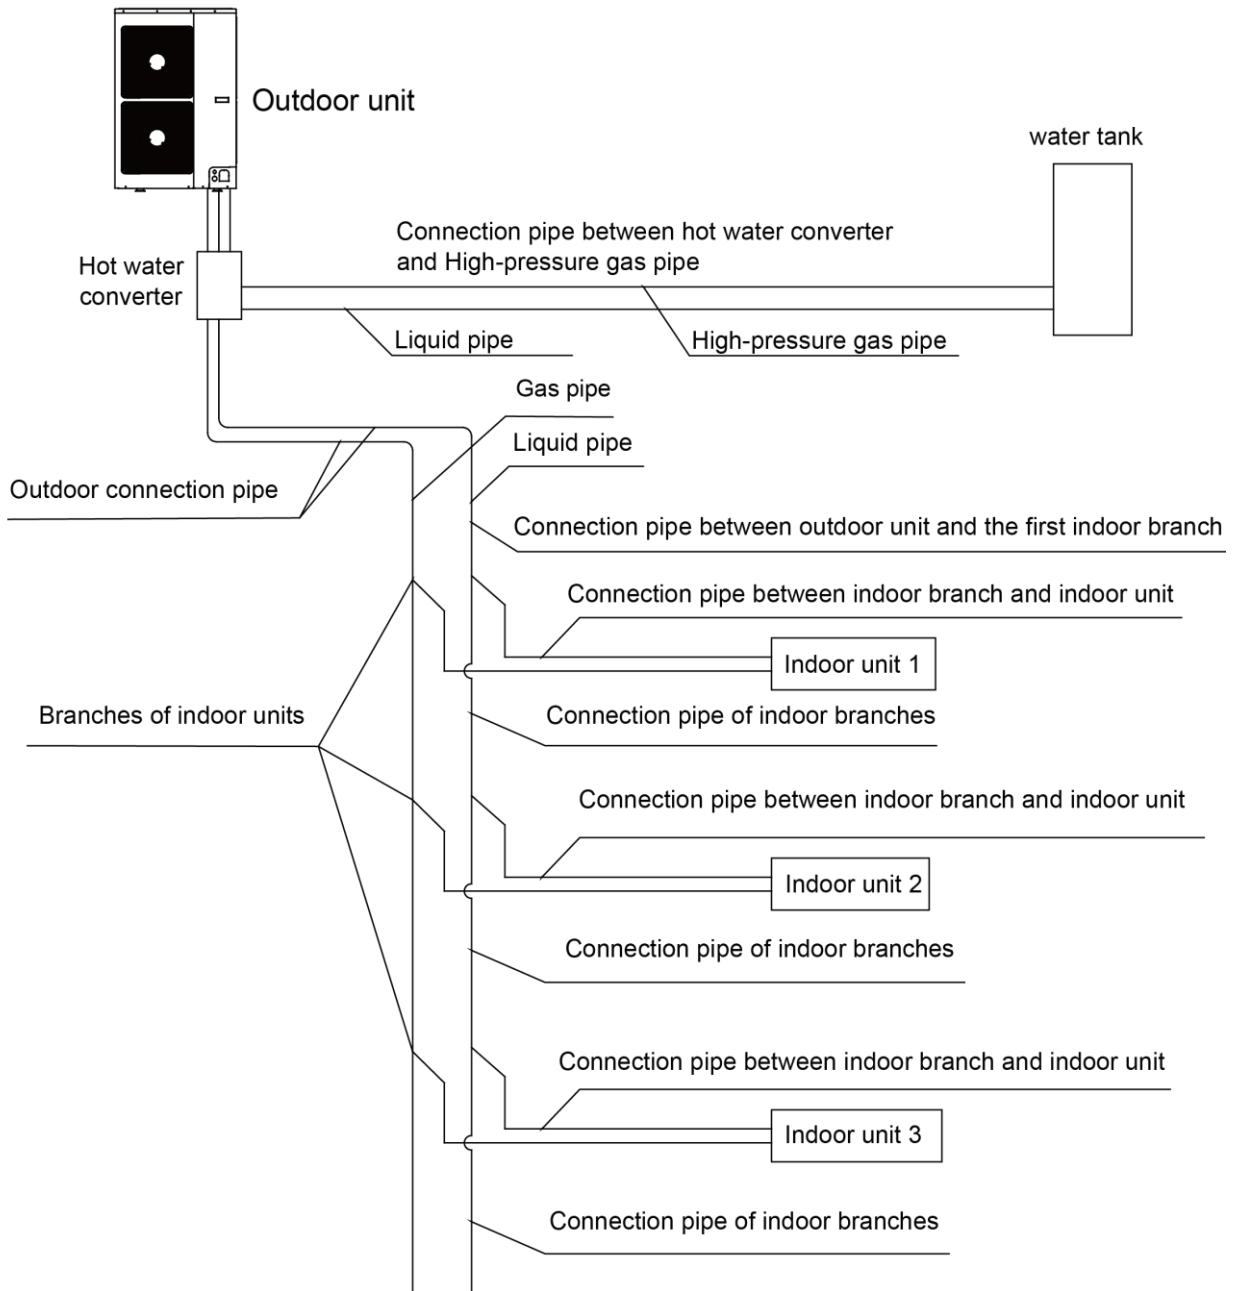 Outdoor unit
water tank
Connection pipe between hot water converter
and High-pressure gas pipe
Hot water
converter
Liquid pipe
High-pressure gas pipe
Gas pipe
Liquid pipe
Outdoor connection pipe
Connection pipe between outdoor unit and the first indoor branch
Connection pipe between indoor branch and indoor unit
Indoor unit 1
Branches of indoor units
Connection pipe of indoor branches
Connection pipe between indoor branch and indoor unit
Indoor unit 2
Connection pipe of indoor branches
Connection pipe between indoor branch and indoor unit
Indoor unit 3
Connection pipe of indoor branches